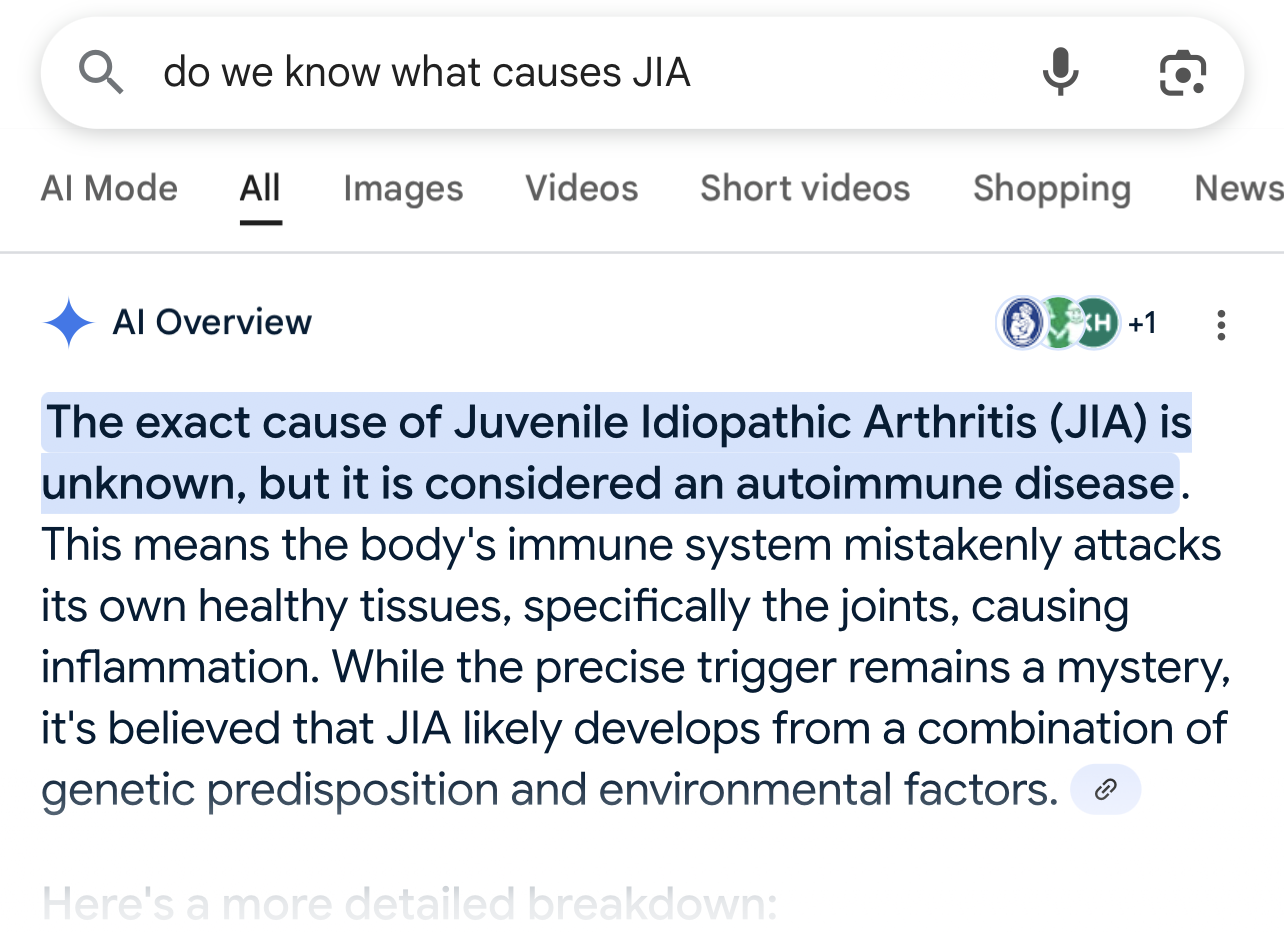 do we know what causes JIA
AI Mode All Images Videos Short videos Shopping News
AI Overview KH +1
The exact cause of Juvenile Idiopathic Arthritis (JIA) is
unknown, but it is considered an autoimmune disease.
This means the body's immune system mistakenly attacks
its own healthy tissues, specifically the joints, causing
inflammation. While the precise trigger remains a mystery,
it's believed that JIA likely develops from a combination of
genetic predisposition and environmental factors.
Here's a more detailed breakdown: